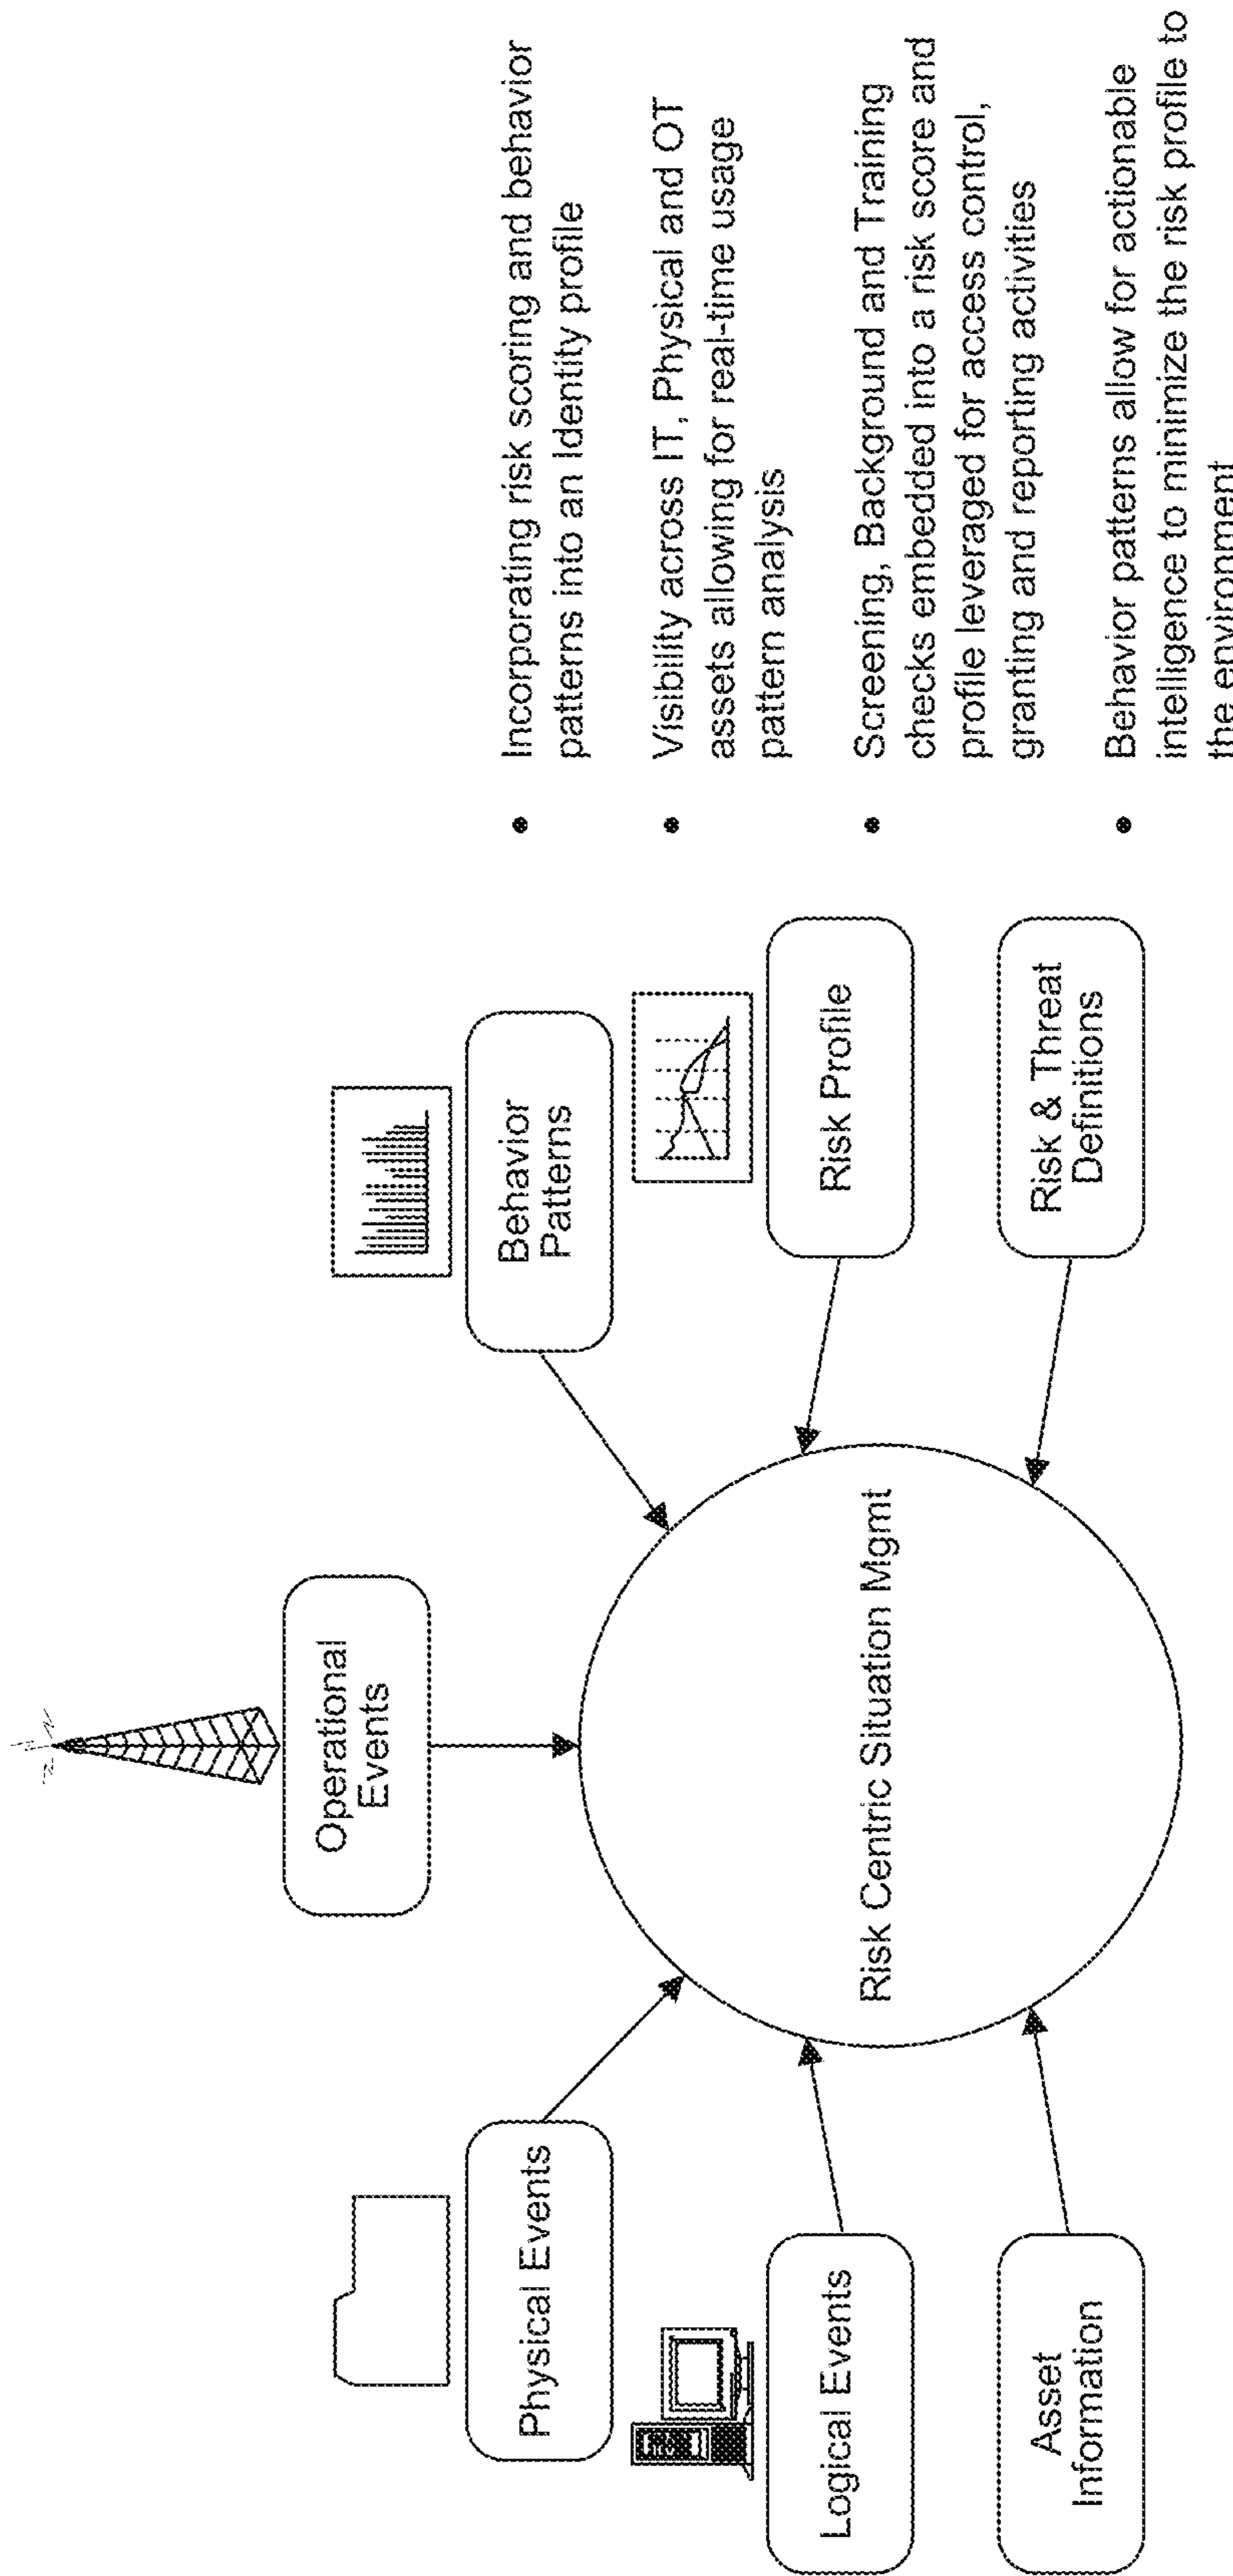 Operational
Events
Physical Events
Behavior
Patterns
Logical Events
Risk Profile
Risk Centric Situation Mgmt
Asset
Information
Risk & Threat
Definitions
• Incorporating risk scoring and behavior
patterns into an Identity profile
• Visibility across IT, Physical and OT
assets allowing for real-time usage
pattern analysis
• Screening, Background and Training
checks embedded into a risk score and
profile leveraged for access control,
granting and reporting activities
• Behavior patterns allow for actionable
intelligence to minimize the risk profile to
the environment